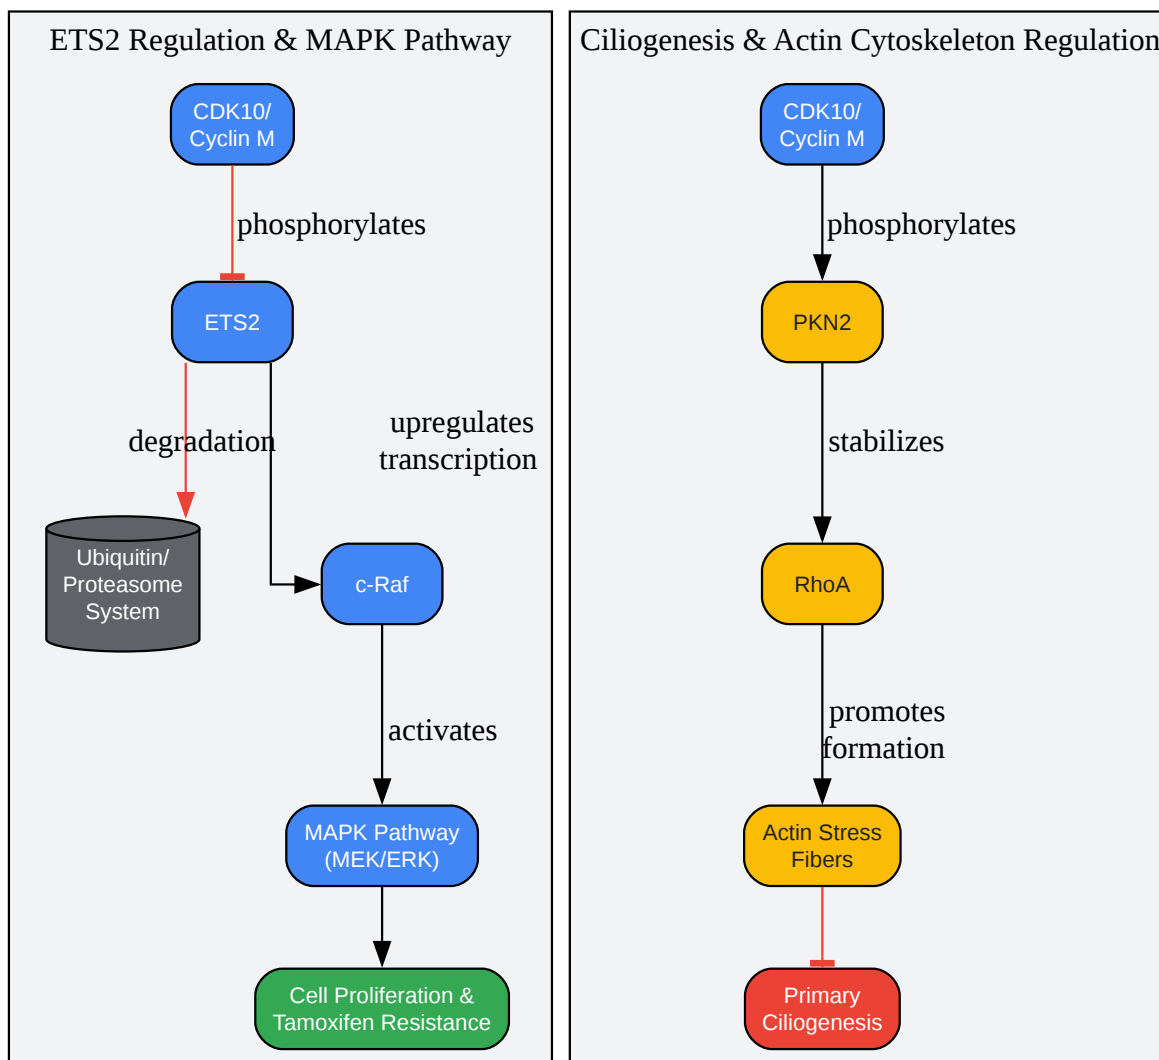 ETS2 Regulation & MAPK Pathway
CDK10/
Cyclin M
phosphorylates
ETS2
degradation
upregulates
transcription
Ubiquitin/
Proteasome
System
c-Raf
activates
MAPK Pathway
(MEK/ERK)
Cell Proliferation &
Tamoxifen Resistance
Ciliogenesis & Actin Cytoskeleton Regulation
CDK10/
Cyclin M
phosphorylates
PKN2
stabilizes
RhoA
promotes
formation
Actin Stress
Fibers
Primary
Ciliogenesis